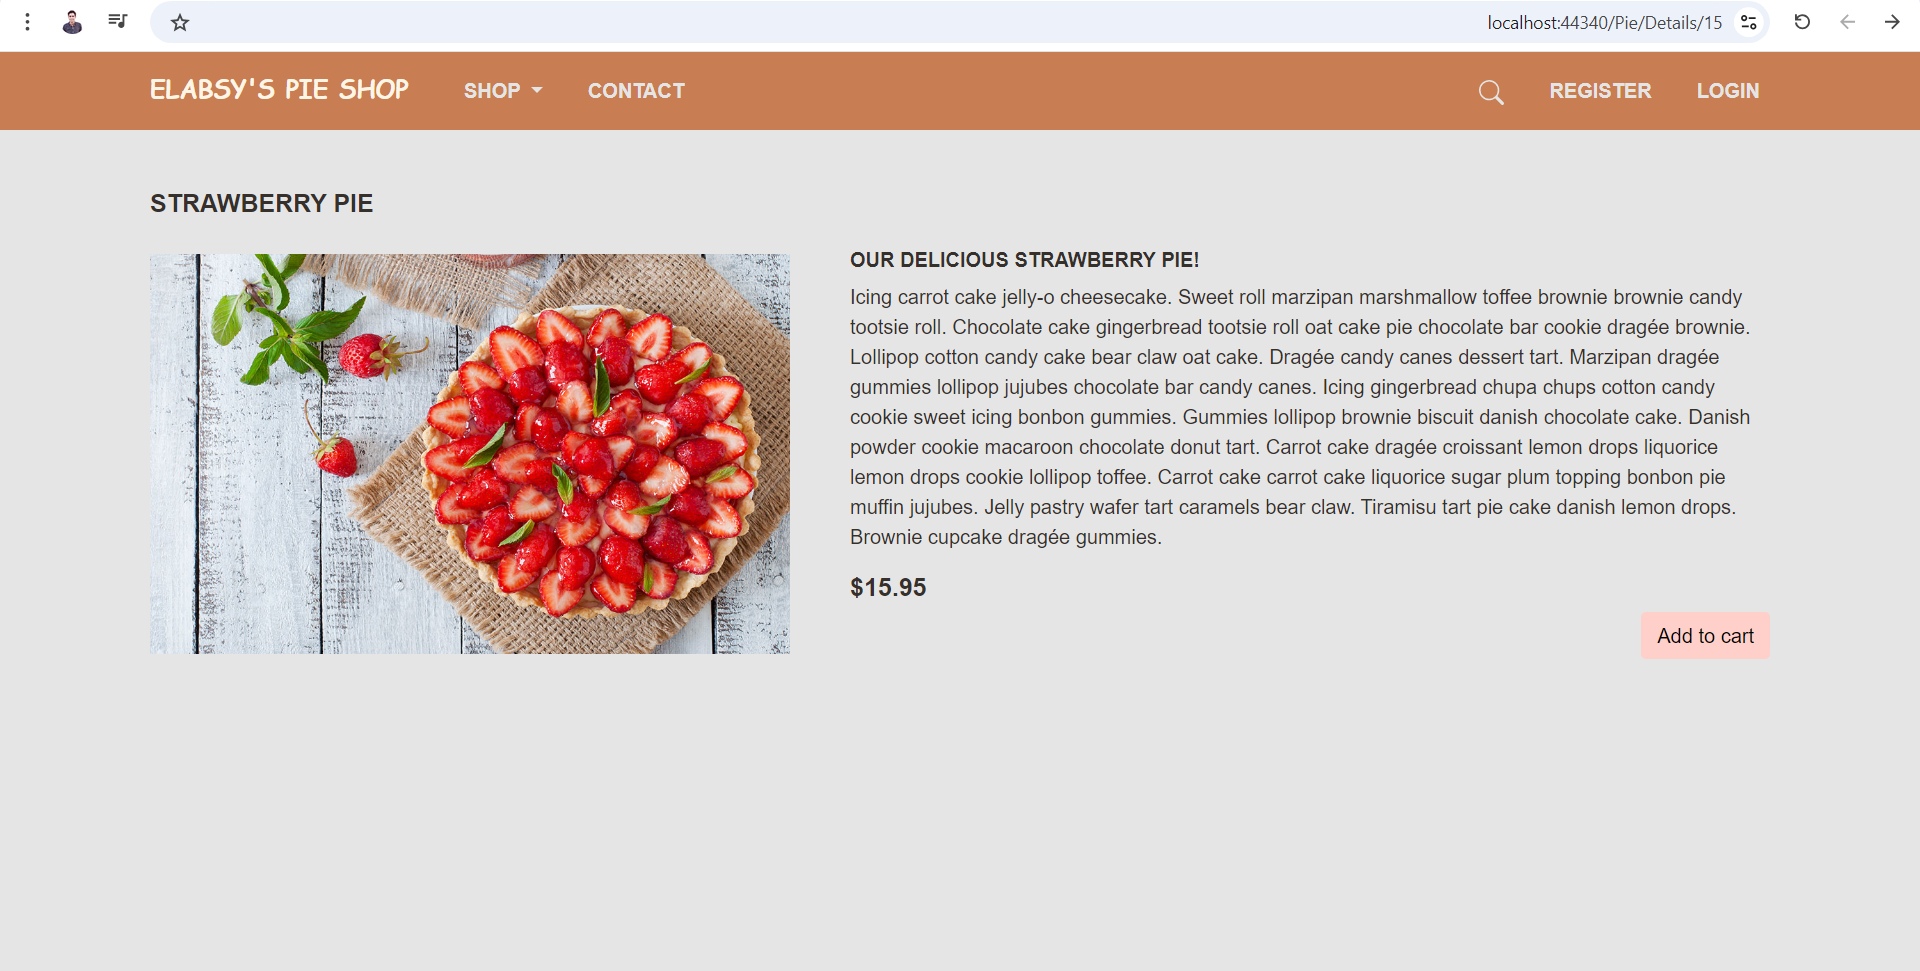 localhost:44340/Pie/Details/15
ELABSY'S PIE SHOP SHOP CONTACT REGISTER LOGIN
STRAWBERRY PIE
OUR DELICIOUS STRAWBERRY PIE!
Icing carrot cake jelly-o cheesecake. Sweet roll marzipan marshmallow toffee brownie brownie candy
tootsie roll. Chocolate cake gingerbread tootsie roll oat cake pie chocolate bar cookie dragée brownie.
Lollipop cotton candy cake bear claw oat cake. Dragée candy canes dessert tart. Marzipan dragée
gummies lollipop jujubes chocolate bar candy canes. Icing gingerbread chupa chups cotton candy
cookie sweet icing bonbon gummies. Gummies lollipop brownie biscuit danish chocolate cake. Danish
powder cookie macaroon chocolate donut tart. Carrot cake dragée croissant lemon drops liquorice
lemon drops cookie lollipop toffee. Carrot cake carrot cake liquorice sugar plum topping bonbon pie
muffin jujubes. Jelly pastry wafer tart caramels bear claw. Tiramisu tart pie cake danish lemon drops.
Brownie cupcake dragée gummies.
$15.95
Add to cart